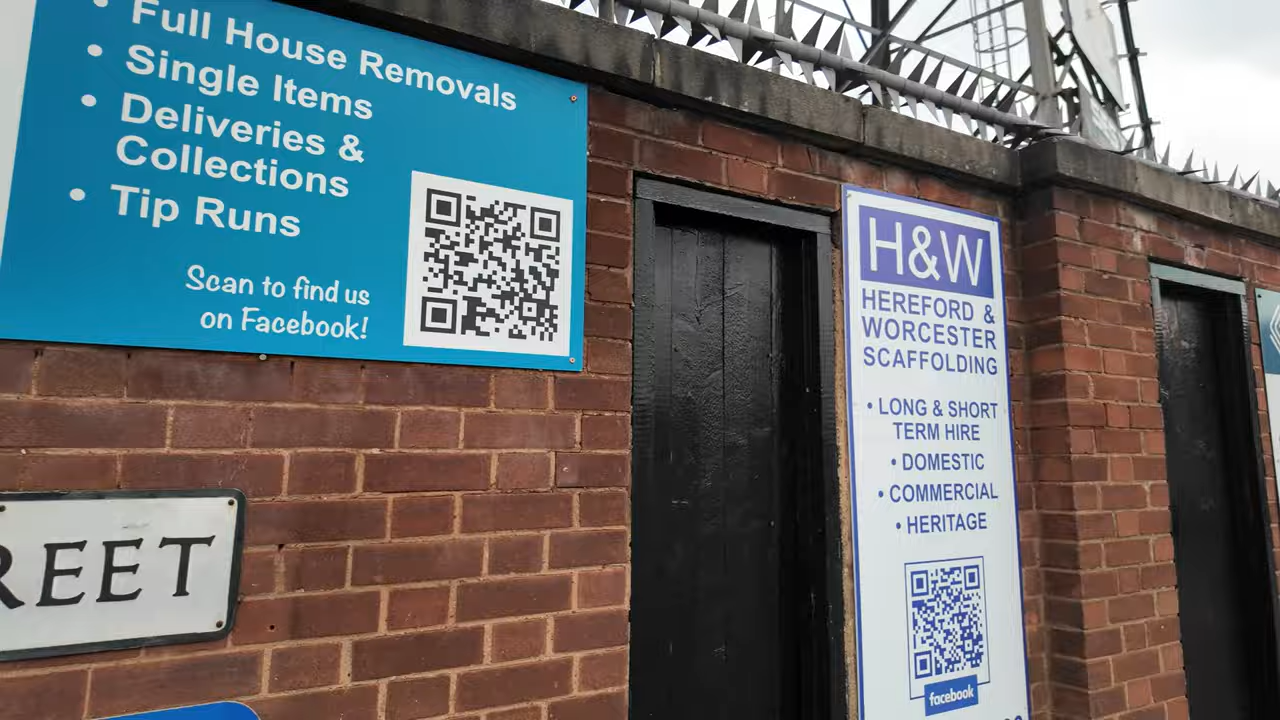 • Full House Removals
• Single Items
• Deliveries &
Collections
• Tip Runs
Scan to find us
on Facebook!
REET
H&W
HEREFORD &
WORCESTER
SCAFFOLDING
• LONG & SHORT
TERM HIRE
• DOMESTIC
• COMMERCIAL
• HERITAGE
facebook